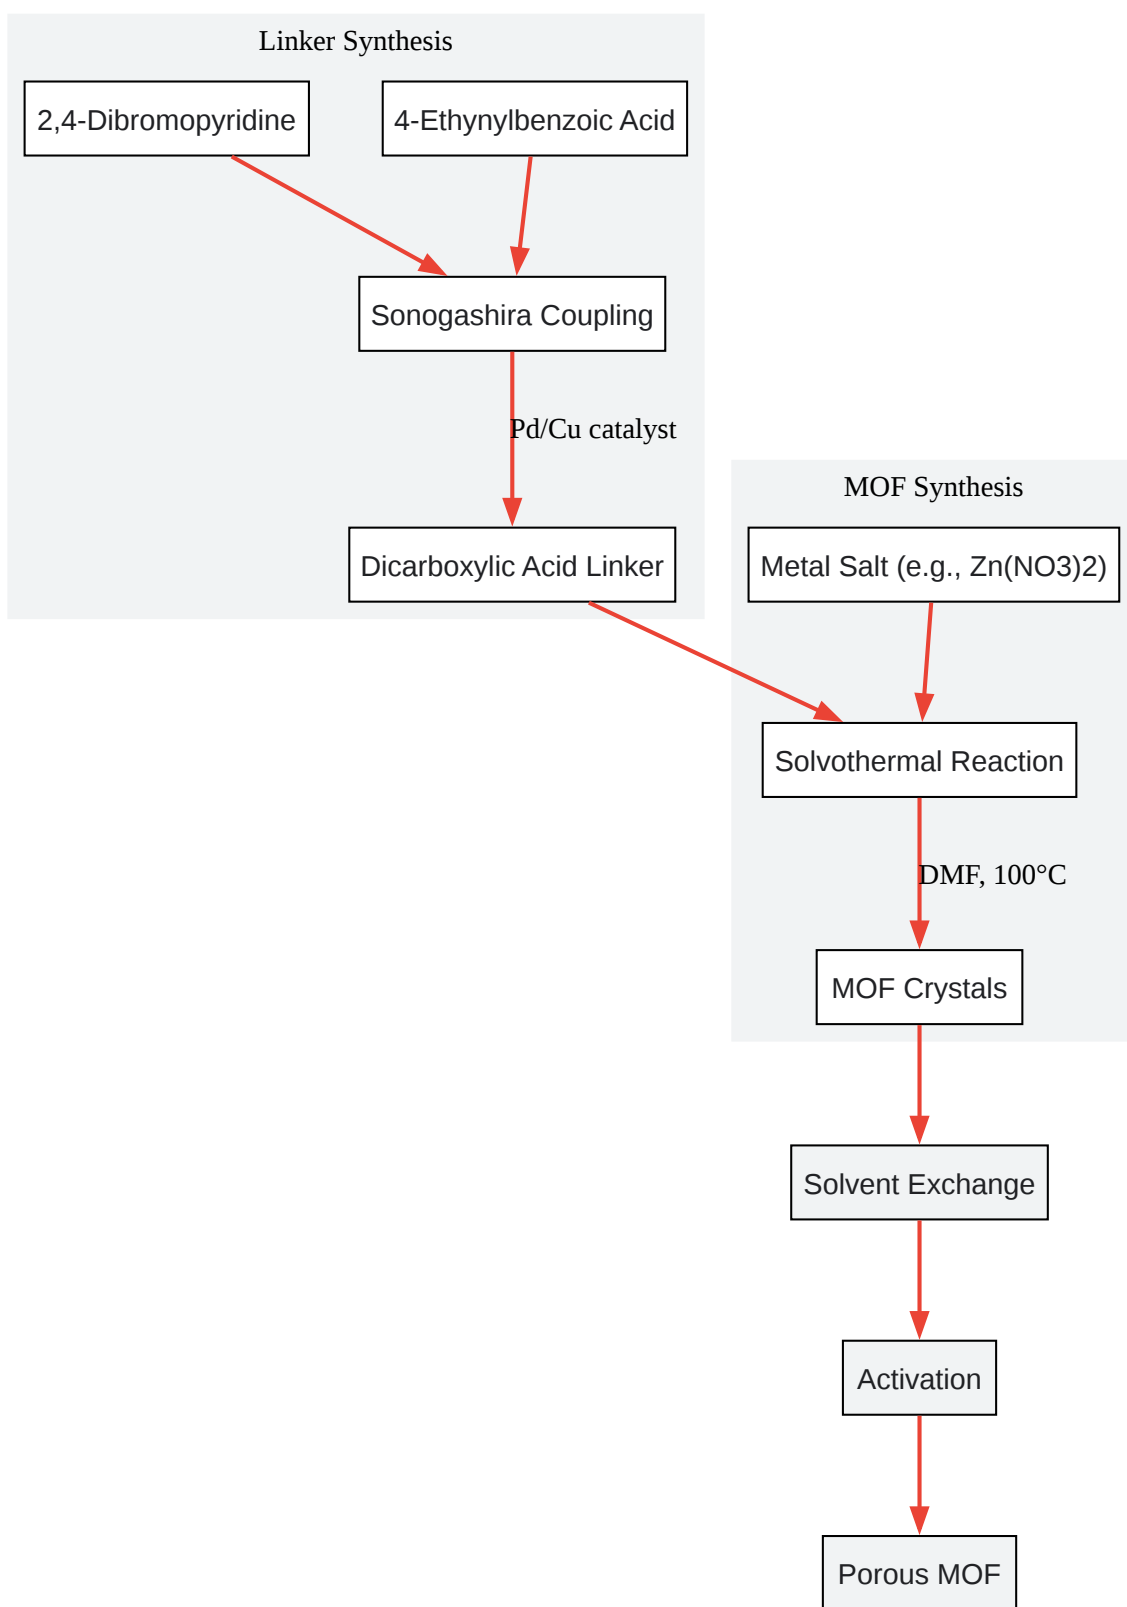 Linker Synthesis
2,4-Dibromopyridine
4-Ethynylbenzoic Acid
Sonogashira Coupling
Pd/Cu catalyst
Dicarboxylic Acid Linker
MOF Synthesis
Metal Salt (e.g., Zn(NO3)2)
Solvothermal Reaction
DMF, 100°C
MOF Crystals
Solvent Exchange
Activation
Porous MOF